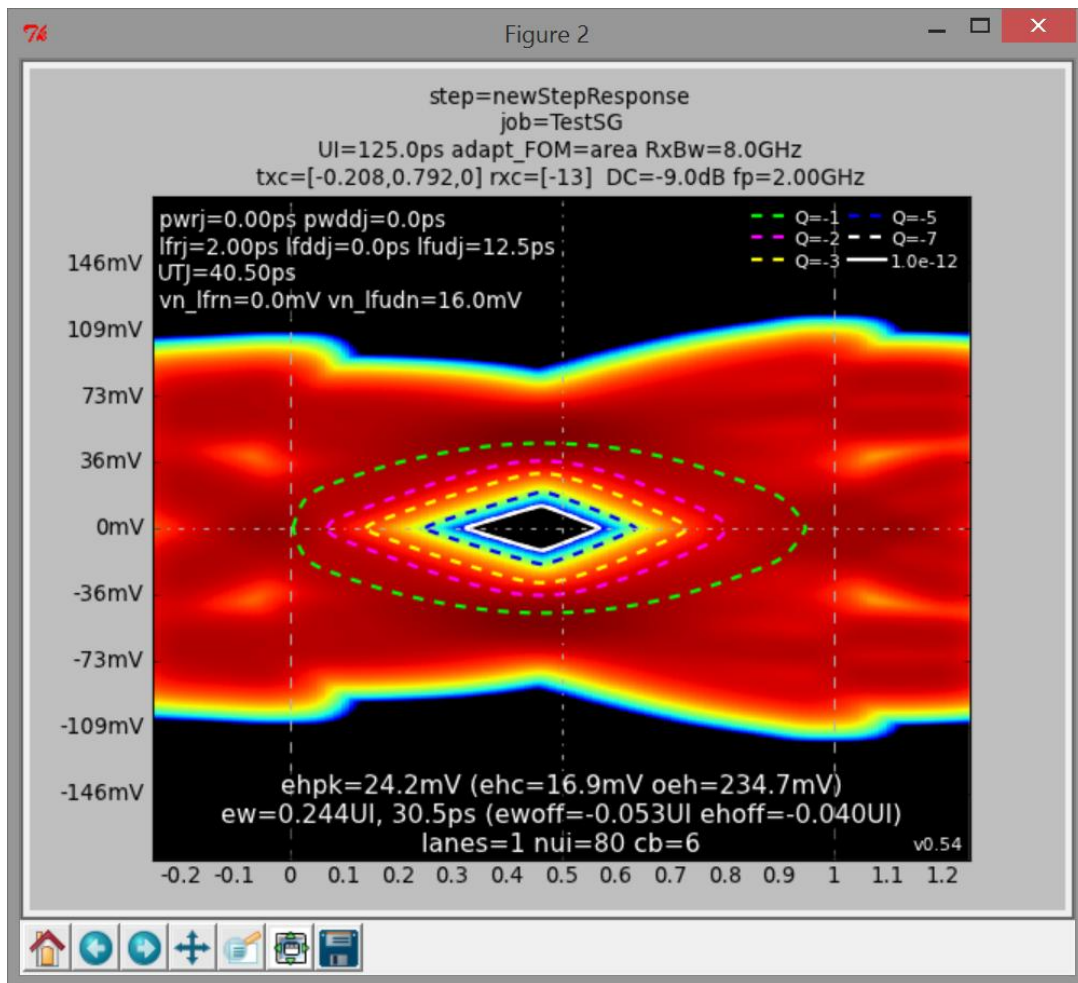 Figure 2
step=newStepResponse
job=TestSG
UI=125.0ps adapt_FOM=area RxBw=8.0GHz
txc=[-0.208,0.792,0] rxc=[-13]  DC=-9.0dB fp=2.00GHz
pwrj=0.00ps pwddj=0.0ps
lfrj=2.00ps lfddj=0.0ps lfudj=12.5ps
UTJ=40.50ps
vn_lfrn=0.0mV vn_lfudn=16.0mV
Q=-1 Q=-5
Q=-2 Q=-7
Q=-3 1.0e-12
146mV
109mV
73mV
36mV
0mV
-36mV
-73mV
-109mV
-146mV
ehpk=24.2mV (ehc=16.9mV oeh=234.7mV)
ew=0.244UI, 30.5ps (ewoff=-0.053UI ehoff=-0.040UI)
lanes=1 nui=80 cb=6
v0.54
-0.2 -0.1 0 0.1 0.2 0.3 0.4 0.5 0.6 0.7 0.8 0.9 1 1.1 1.2